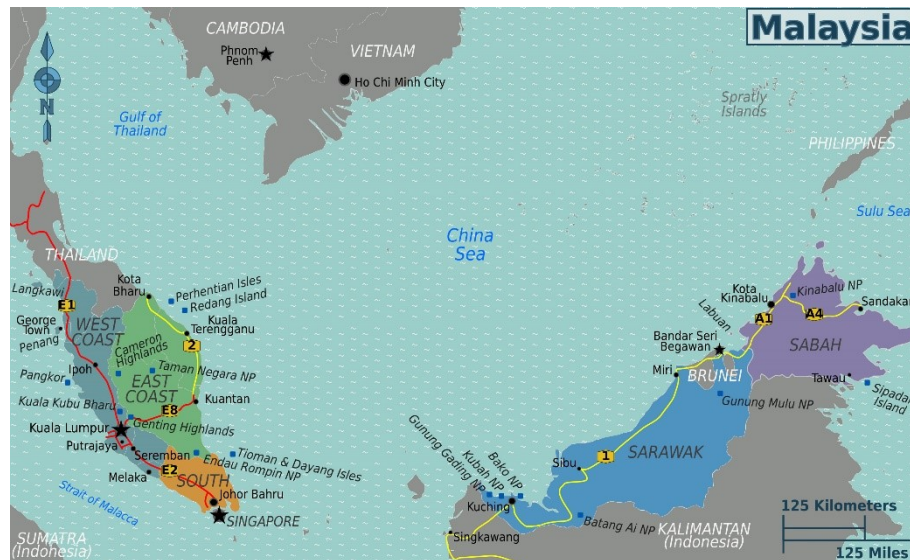 Malaysia
CAMBODIA
Phnom
Penh
VIETNAM
Ho Chi Minh City
N
Gulf of
Thailand
Spratly
Islands
PHILIPPINES
Sulu Sea
China
Sea
THAILAND
Langkawi
Kota
Bharu
Perhentian Isles
Redang Island
E1
George
Town
Penang
WEST
COAST
Kuala
Terengganu
2
Cameron
Highlands
Ipoh
Taman Negara NP
EAST
COAST
Pangkor
Kuala Kubu Bharu
E8
Kuantan
Genting Highlands
Kuala Lumpur
Putrajaya
Seremban
Tioman & Dayang Isles
Endau Rompin NP
Melaka
E2
SOUTH
Johor Bahru
Strait of Malacca
SINGAPORE
SUMATRA
(Indonesia)
Kota
Kinabalu
Kinabalu NP
A1
A4
Sandakan
Labuan
Bandar Seri
Begawan
SABAH
BRUNEI
Miri
Tawau
Sipadan
Island
Gunung Mulu NP
SARAWAK
1
Sibu
Bako NP
Kubah NP
Gunung Gading NP
Kuching
Batang Ai NP
Singkawang
KALIMANTAN
(Indonesia)
125 Kilometers
125 Miles